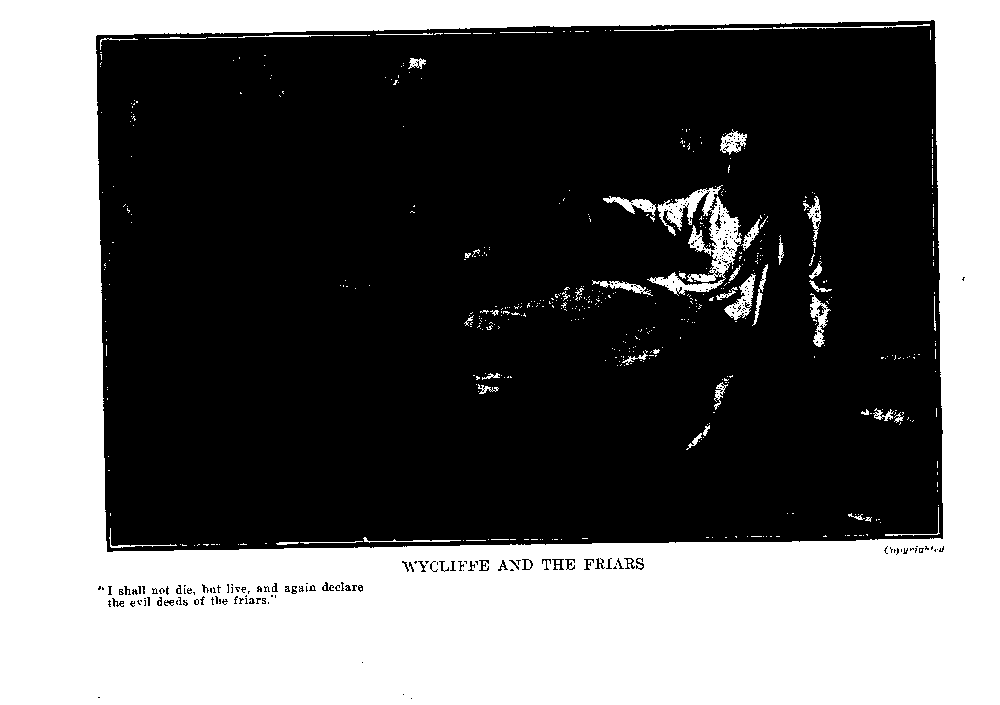 Copyrighted
WYCLIFFE AND THE FRIARS
"I shall not die, but live, and again declare
the evil deeds of the friars."